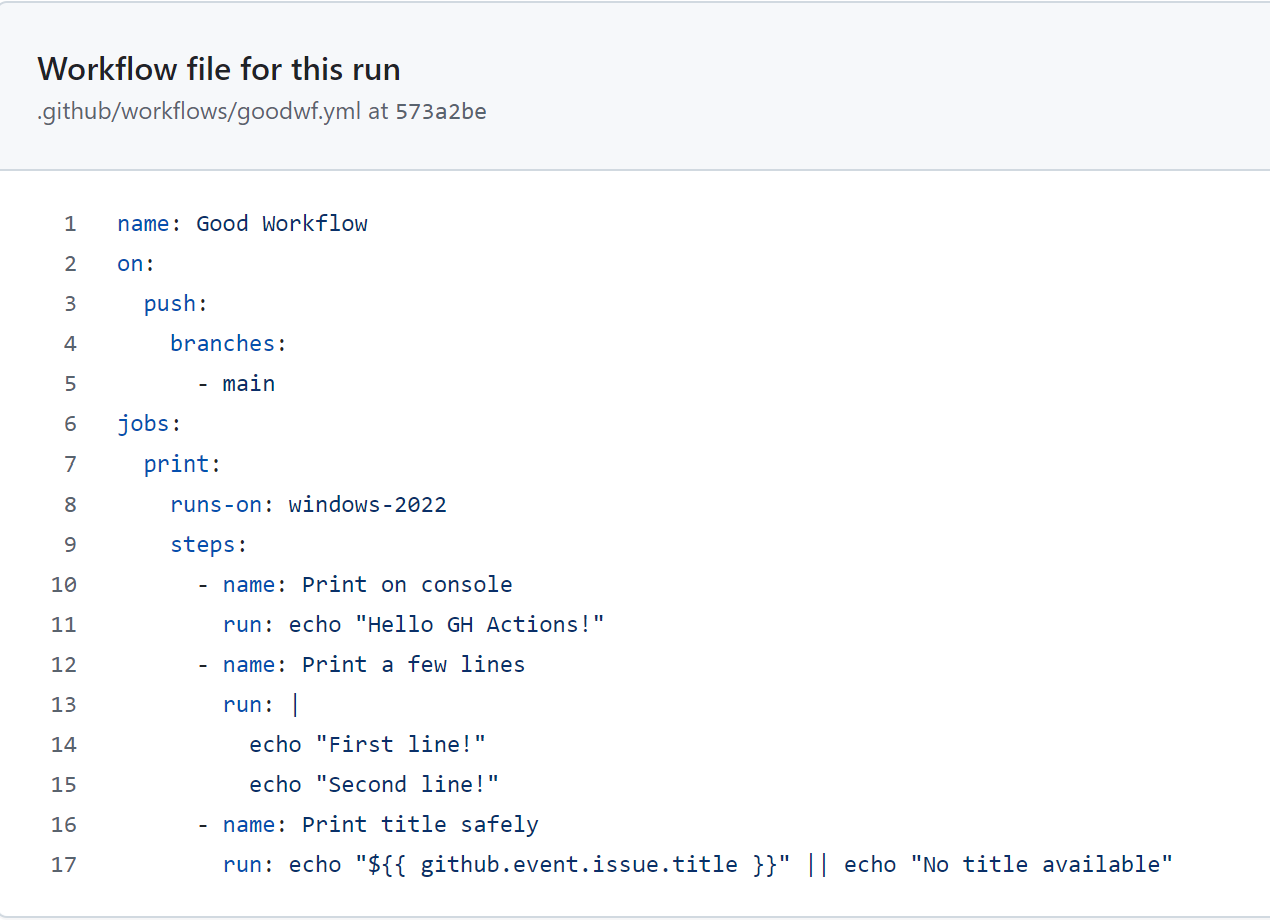 Workflow file for this run
.github/workflows/goodwf.yml at 573a2be
1 name: Good Workflow
2 on:
3   push:
4     branches:
5       - main
6 jobs:
7   print:
8     runs-on: windows-2022
9     steps:
10       - name: Print on console
11         run: echo "Hello GH Actions!"
12       - name: Print a few lines
13         run: |
14           echo "First line!"
15           echo "Second line!"
16       - name: Print title safely
17         run: echo "${{ github.event.issue.title }}" || echo "No title available"